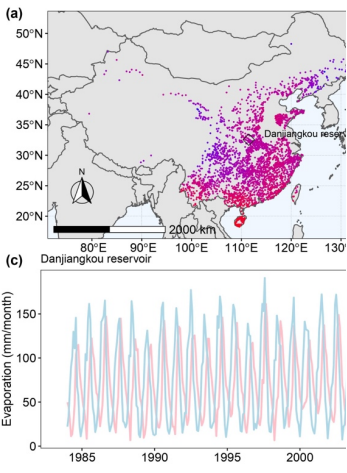 (a)
50°N
45°N
40°N
35°N
30°N
25°N
20°N
Danjiangkou reserv
N
2000 km
80°E 90°E 100°E 110°E 120°E 130°
(c) Danjiangkou reservoir
Evaporation (mm/month)
150
100
50
0
1985 1990 1995 2000